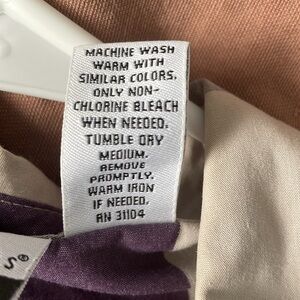 MACHINE WASH
WARM WITH
SIMILAR COLORS.
ONLY NON-
CHLORINE BLEACH
WHEN NEEDED.
TUMBLE DRY
MEDIUM.
REMOVE
PROMPTLY.
WARM IRON
IF NEEDED.
RN 31104
S®